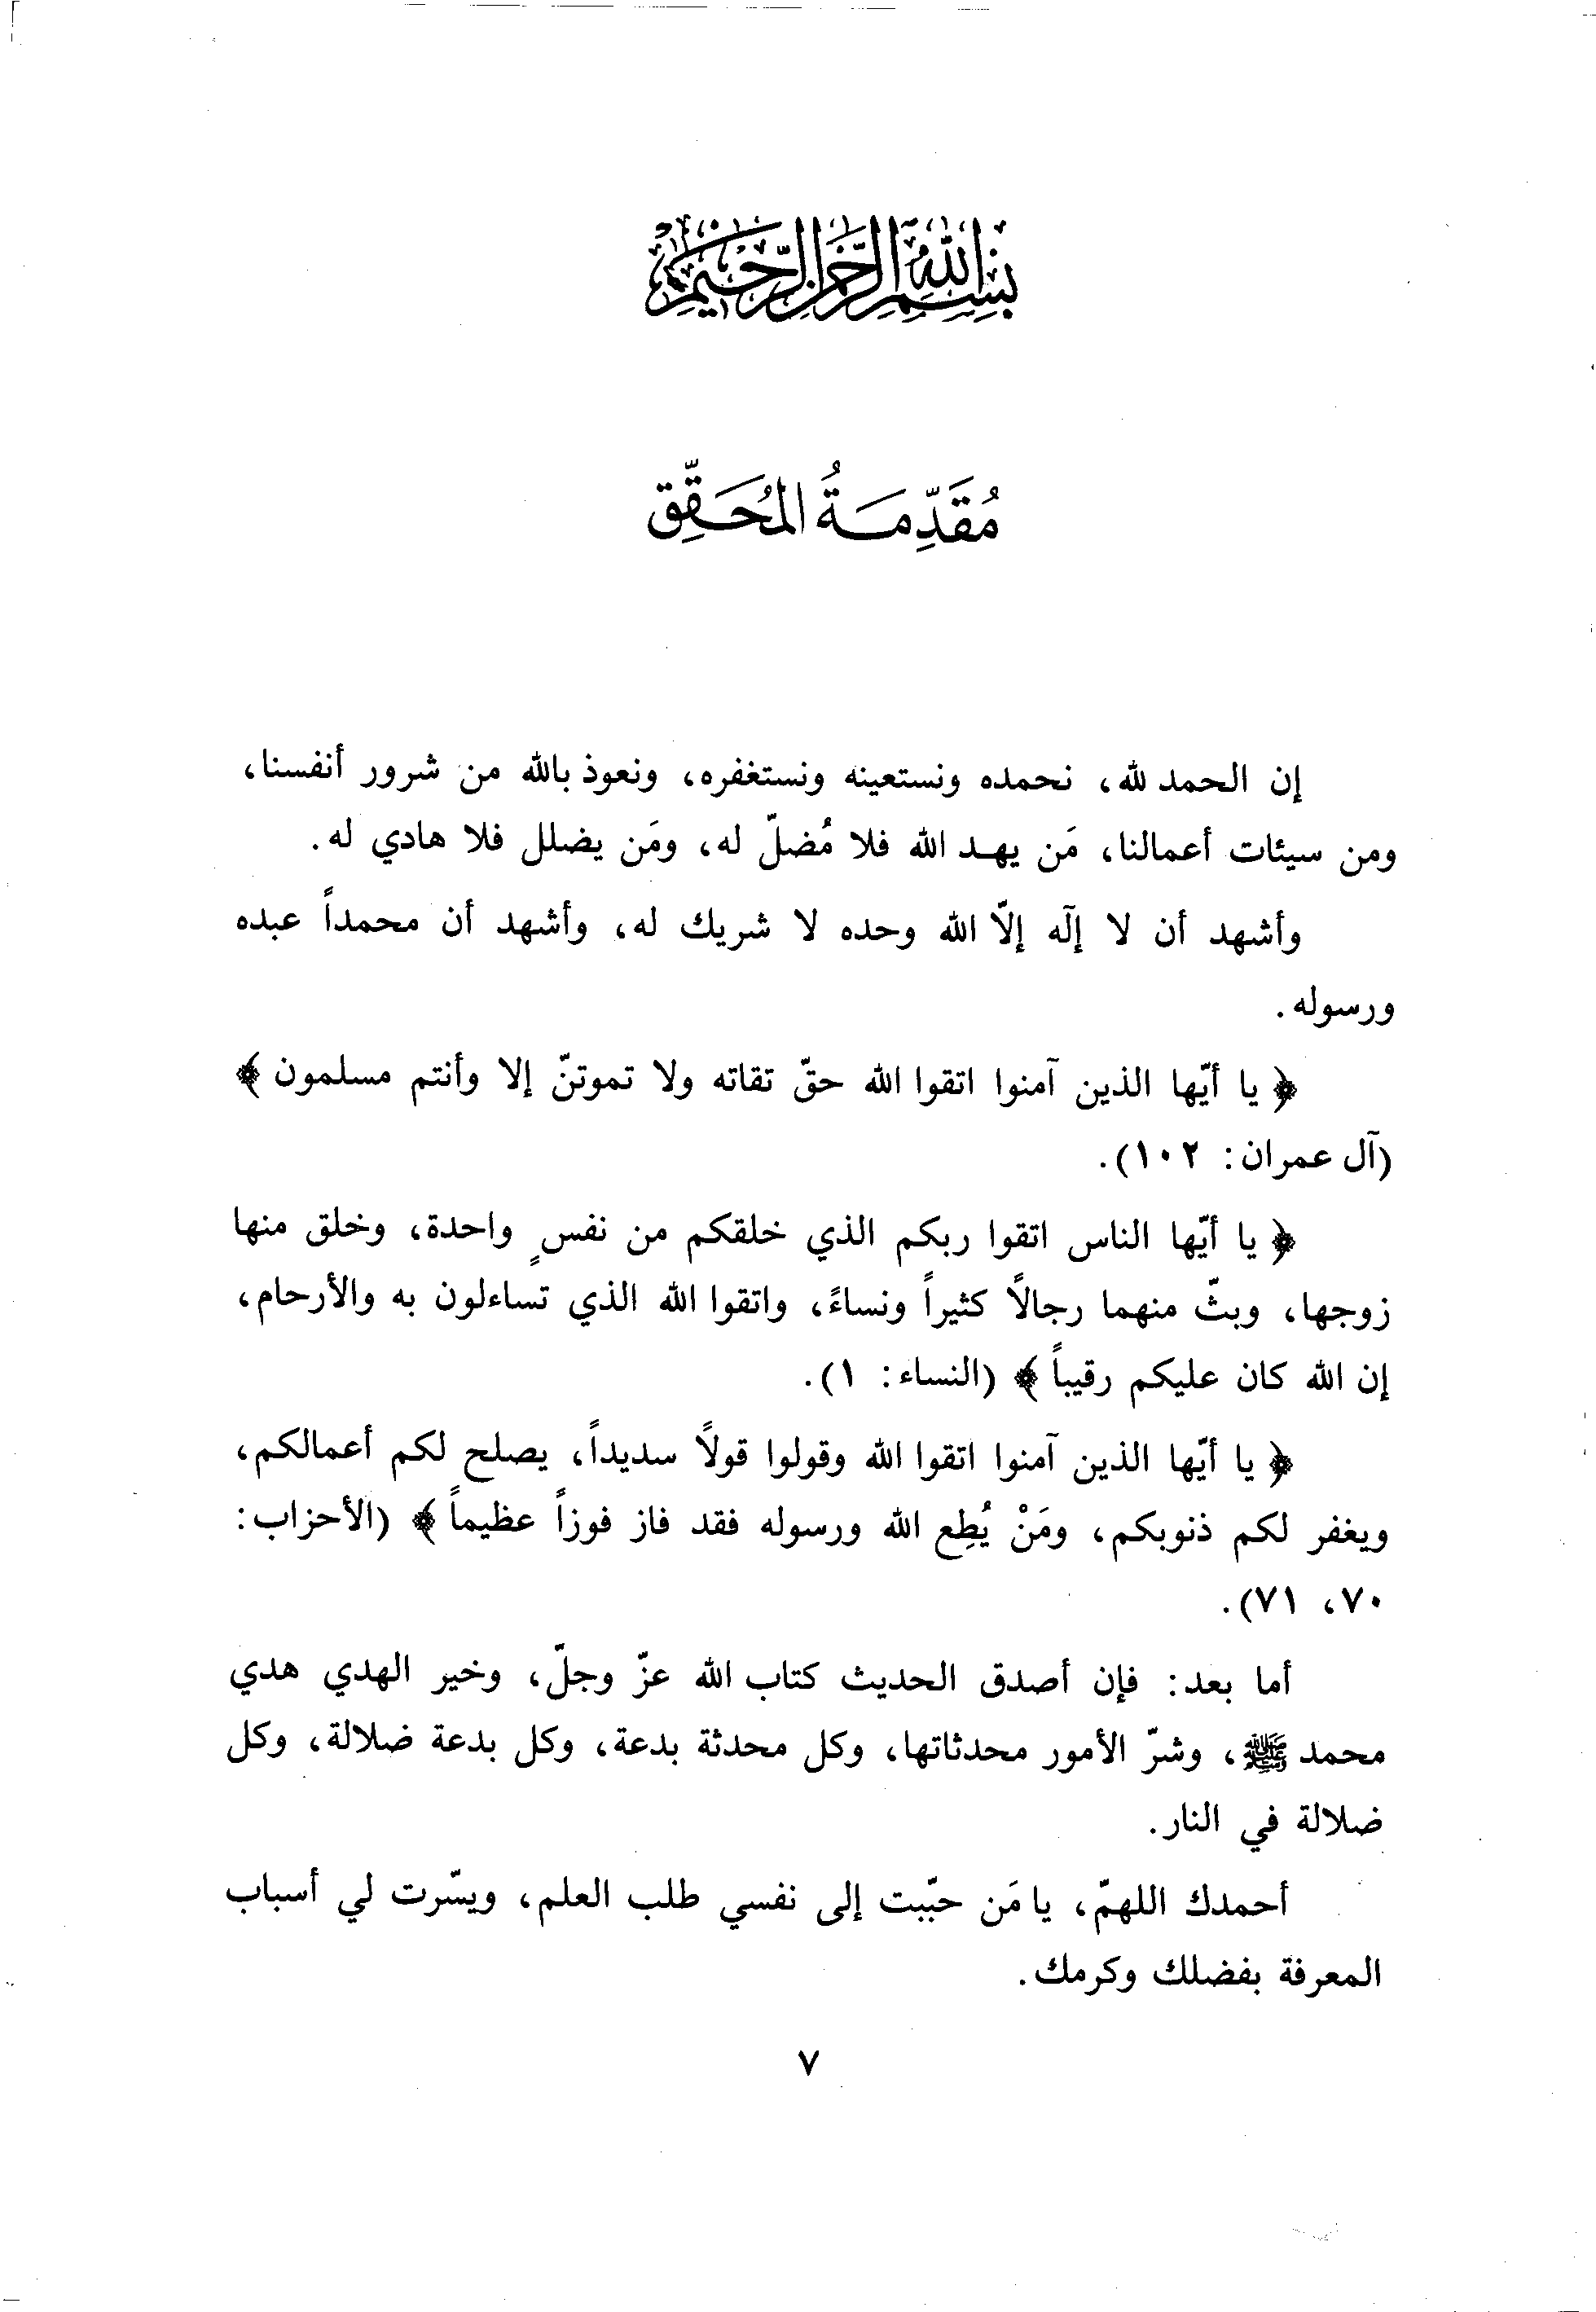 بسم الله الرحمن الرحيم
مُقَدِّمَةُ المُحَقِّق
إن الحمد لله، نحمده ونستعينه ونستغفره، ونعوذ بالله من شرور أنفسنا،
ومن سيئات أعمالنا، مَن يهد الله فلا مُضلّ له، ومَن يضلل فلا هادي له.
وأشهد أن لا إلٓه إلاّ الله وحده لا شريك له، وأشهد أن محمداً عبده
ورسوله.
﴿ يا أيّها الذين آمنوا اتقوا الله حقّ تقاته ولا تموتنّ إلا وأنتم مسلمون ﴾
(آل عمران: ١٠٢).
﴿ يا أيّها الناس اتقوا ربكم الذي خلقكم من نفسٍ واحدة، وخلق منها
زوجها، وبثّ منهما رجالاً كثيراً ونساءً، واتقوا الله الذي تساءلون به والأرحام،
إن الله كان عليكم رقيباً ﴾ (النساء: ١).
﴿ يا أيّها الذين آمنوا اتقوا الله وقولوا قولاً سديداً، يصلح لكم أعمالكم،
ويغفر لكم ذنوبكم، ومَنْ يُطِع الله ورسوله فقد فاز فوزاً عظيماً ﴾ (الأحزاب:
٧٠، ٧١).
أما بعد: فإن أصدق الحديث كتاب الله عزّ وجلّ، وخير الهدي هدي
محمد ﷺ، وشرّ الأمور محدثاتها، وكل محدثة بدعة، وكل بدعة ضلالة، وكل
ضلالة في النار.
أحمدك اللهمّ، يا مَن حبّبت إلى نفسي طلب العلم، ويسّرت لي أسباب
المعرفة بفضلك وكرمك.
٧